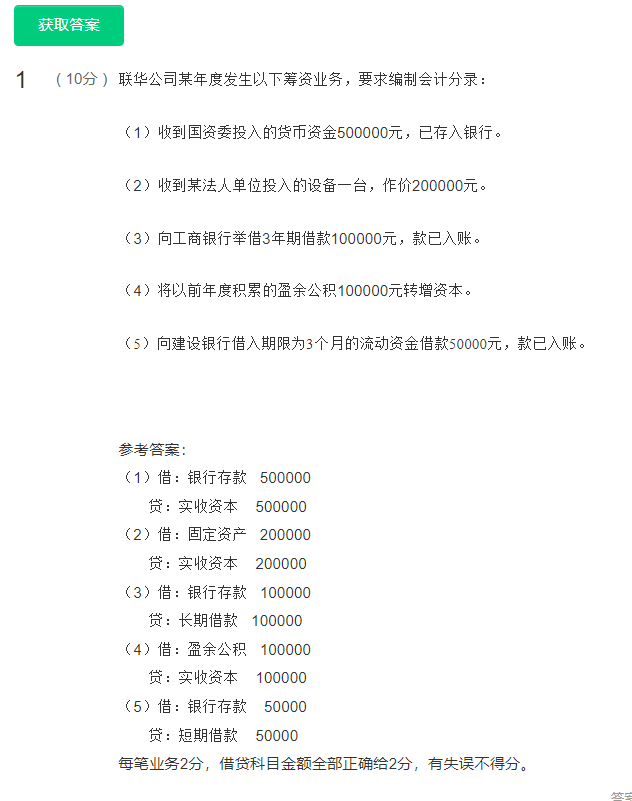 获取答案
1 （10分） 联华公司某年度发生以下筹资业务，要求编制会计分录：
（1）收到国资委投入的货币资金500000元，已存入银行。
（2）收到某法人单位投入的设备一台，作价200000元。
（3）向工商银行举借3年期借款100000元，款已入账。
（4）将以前年度积累的盈余公积100000元转增资本。
（5）向建设银行借入期限为3个月的流动资金借款50000元，款已入账。
参考答案：
（1）借：银行存款 500000
贷：实收资本 500000
（2）借：固定资产 200000
贷：实收资本 200000
（3）借：银行存款 100000
贷：长期借款 100000
（4）借：盈余公积 100000
贷：实收资本 100000
（5）借：银行存款 50000
贷：短期借款 50000
每笔业务2分，借贷科目金额全部正确给2分，有失误不得分。